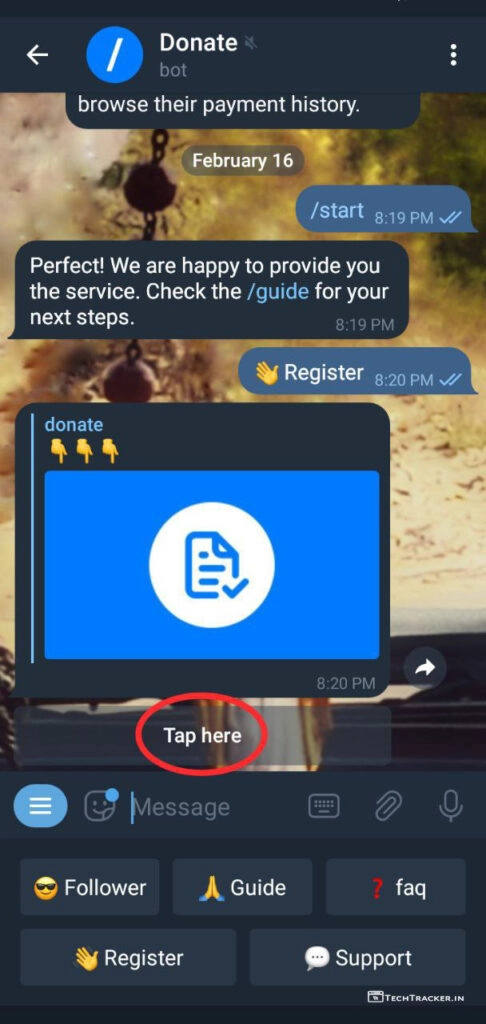 Donate
bot
browse their payment history.
February 16
/start 8:19 PM
Perfect! We are happy to provide you
the service. Check the /guide for your
next steps.
8:19 PM
👋 Register 8:20 PM
donate
👇👇👇
8:20 PM
Tap here
Message
😎 Follower 🙏 Guide ❓ faq
👋 Register 💬 Support
TECHTRACKER.IN